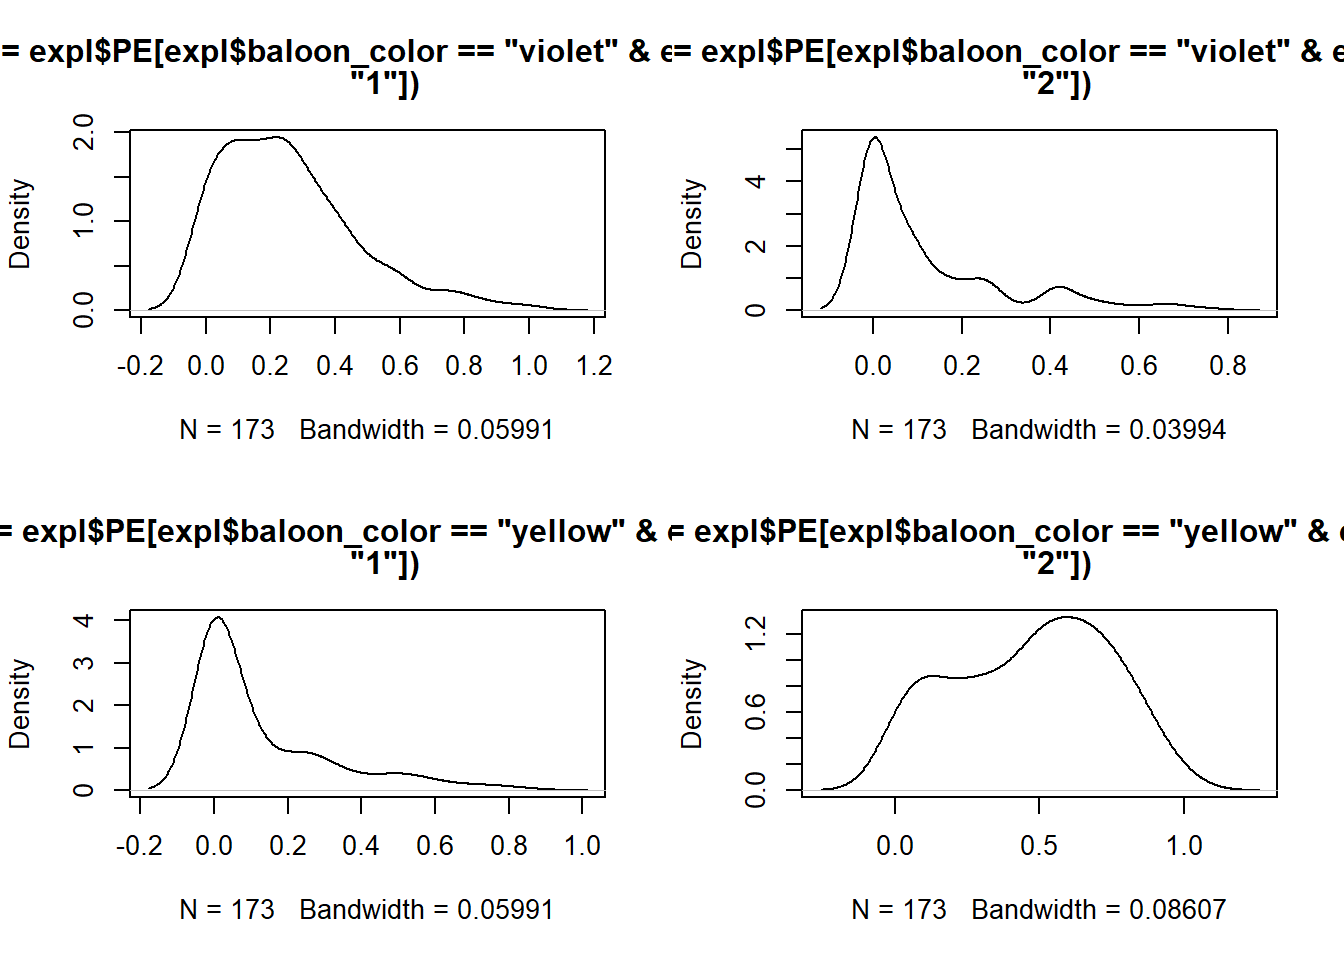 = expl$PE[expl$baloon_color == "violet" & e
"1"])
Density
0.0 1.0 2.0
-0.2 0.0 0.2 0.4 0.6 0.8 1.0 1.2
N = 173 Bandwidth = 0.05991
= expl$PE[expl$baloon_color == "violet" & e
"2"])
Density
0 2 4
0.0 0.2 0.4 0.6 0.8
N = 173 Bandwidth = 0.03994
= expl$PE[expl$baloon_color == "yellow" &
"1"])
Density
0 1 2 3 4
-0.2 0.0 0.2 0.4 0.6 0.8 1.0
N = 173 Bandwidth = 0.05991
= expl$PE[expl$baloon_color == "yellow" &
"2"])
Density
0.0 0.6 1.2
0.0 0.5 1.0
N = 173 Bandwidth = 0.08607